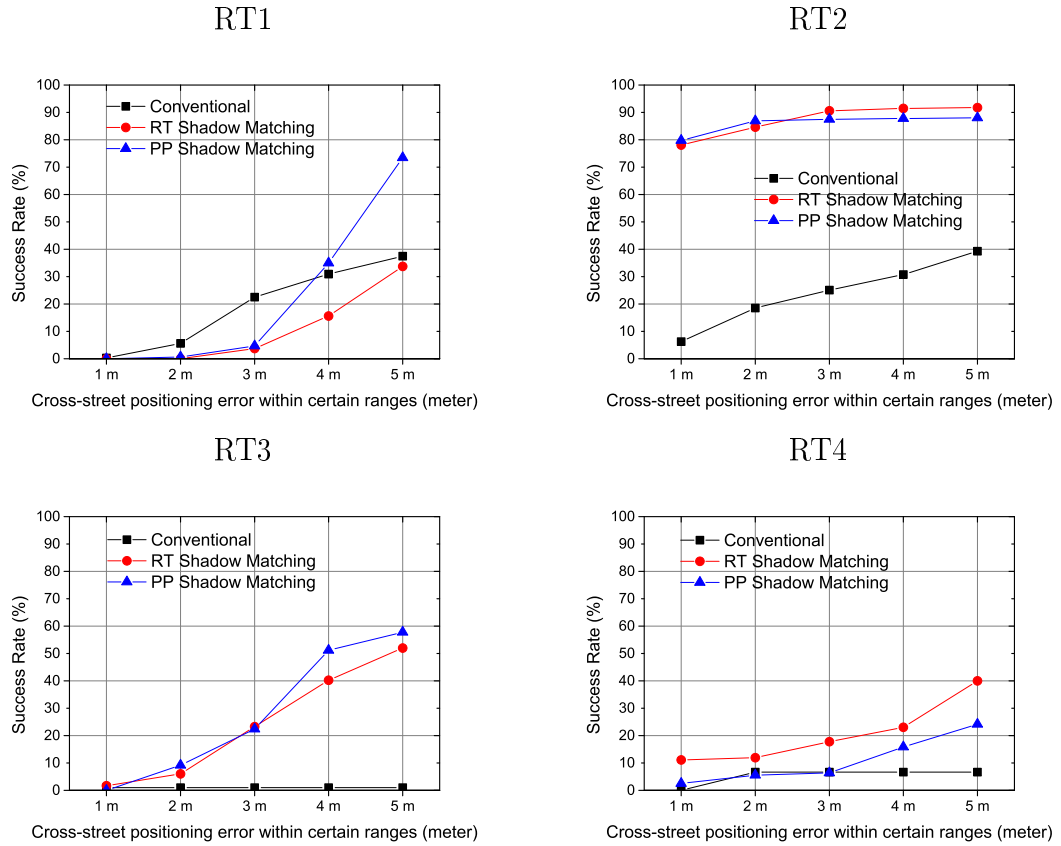 RT1
100
90
80
70
60
50
40
30
20
10
0
Success Rate (%)
Conventional
RT Shadow Matching
PP Shadow Matching
1 m 2 m 3 m 4 m 5 m
Cross-street positioning error within certain ranges (meter)
RT2
100
90
80
70
60
50
40
30
20
10
0
Success Rate (%)
Conventional
RT Shadow Matching
PP Shadow Matching
1 m 2 m 3 m 4 m 5 m
Cross-street positioning error within certain ranges (meter)
RT3
100
90
80
70
60
50
40
30
20
10
0
Success Rate (%)
Conventional
RT Shadow Matching
PP Shadow Matching
1 m 2 m 3 m 4 m 5 m
Cross-street positioning error within certain ranges (meter)
RT4
100
90
80
70
60
50
40
30
20
10
0
Success Rate (%)
Conventional
RT Shadow Matching
PP Shadow Matching
1 m 2 m 3 m 4 m 5 m
Cross-street positioning error within certain ranges (meter)